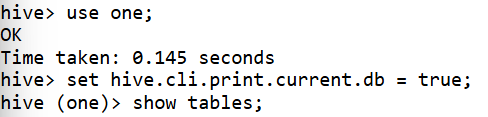 hive> use one;
OK
Time taken: 0.145 seconds
hive> set hive.cli.print.current.db = true;
hive (one)> show tables;